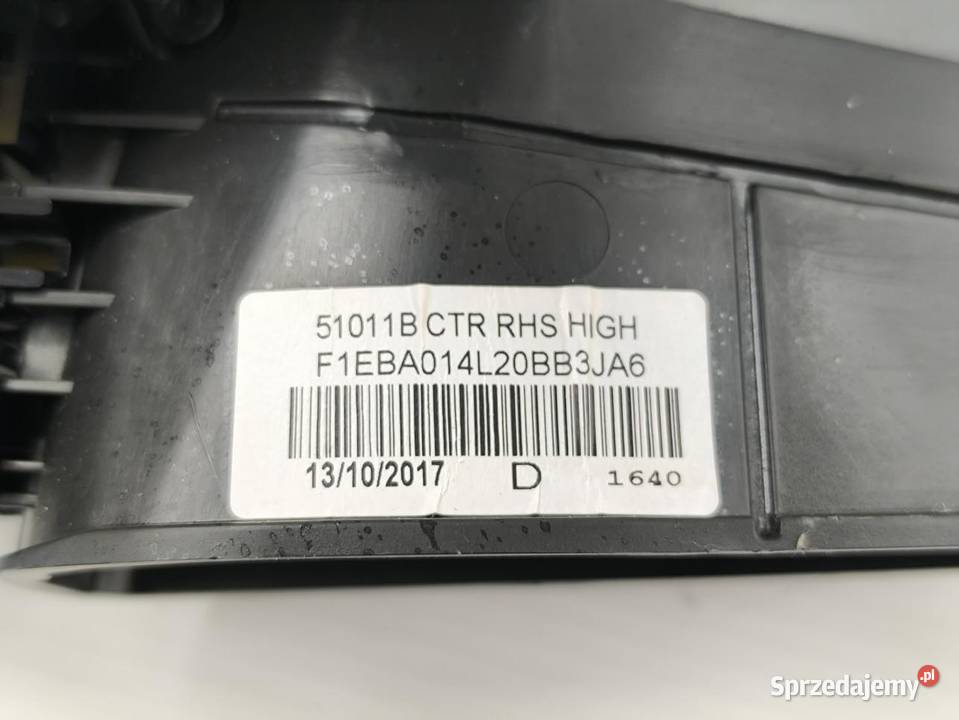 51011B CTR RHS HIGH
F1EBA014L20BB3JA6
13/10/2017 D 1640
Sprzedajemy.pl